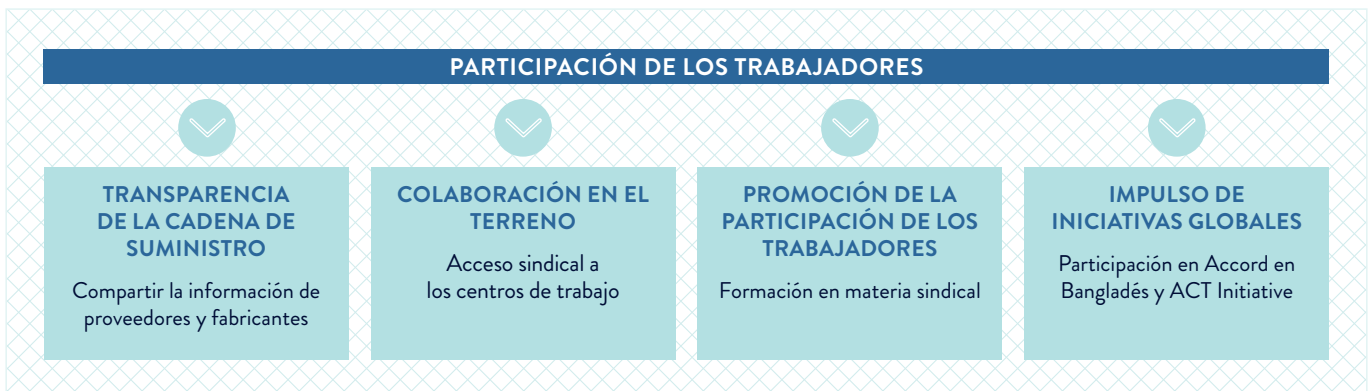 PARTICIPACIÓN DE LOS TRABAJADORES
TRANSPARENCIA
DE LA CADENA DE
SUMINISTRO
Compartir la información de
proveedores y fabricantes
COLABORACIÓN EN EL
TERRENO
Acceso sindical a
los centros de trabajo
PROMOCIÓN DE LA
PARTICIPACIÓN DE LOS
TRABAJADORES
Formación en materia sindical
IMPULSO DE
INICIATIVAS GLOBALES
Participación en Accord en
Bangladés y ACT Initiative